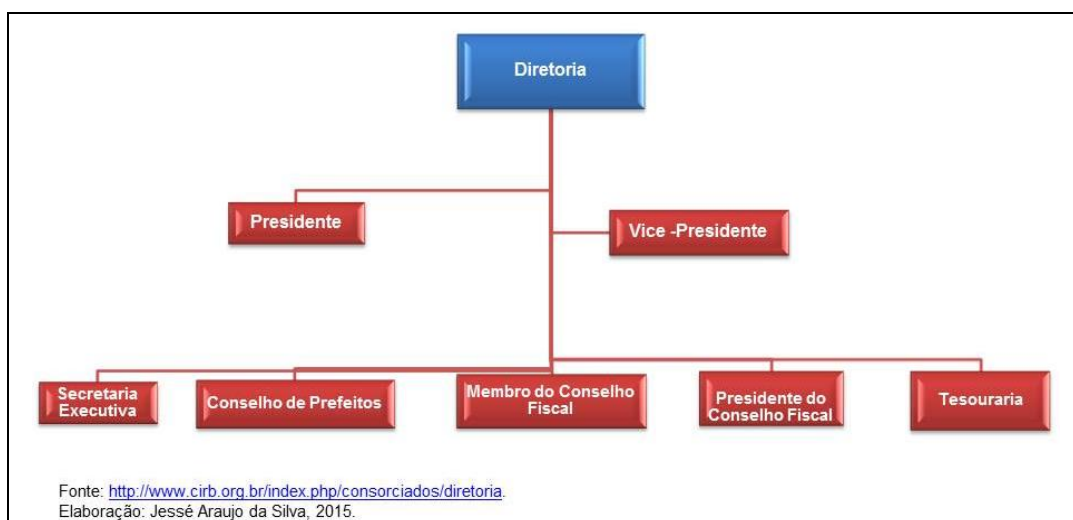 Diretoria
Presidente
Vice -Presidente
Secretaria
Executiva
Conselho de Prefeitos
Membro do Conselho
Fiscal
Presidente do
Conselho Fiscal
Tesouraria
Fonte: http://www.cirb.org.br/index.php/consorciados/diretoria.
Elaboração: Jessé Araujo da Silva, 2015.